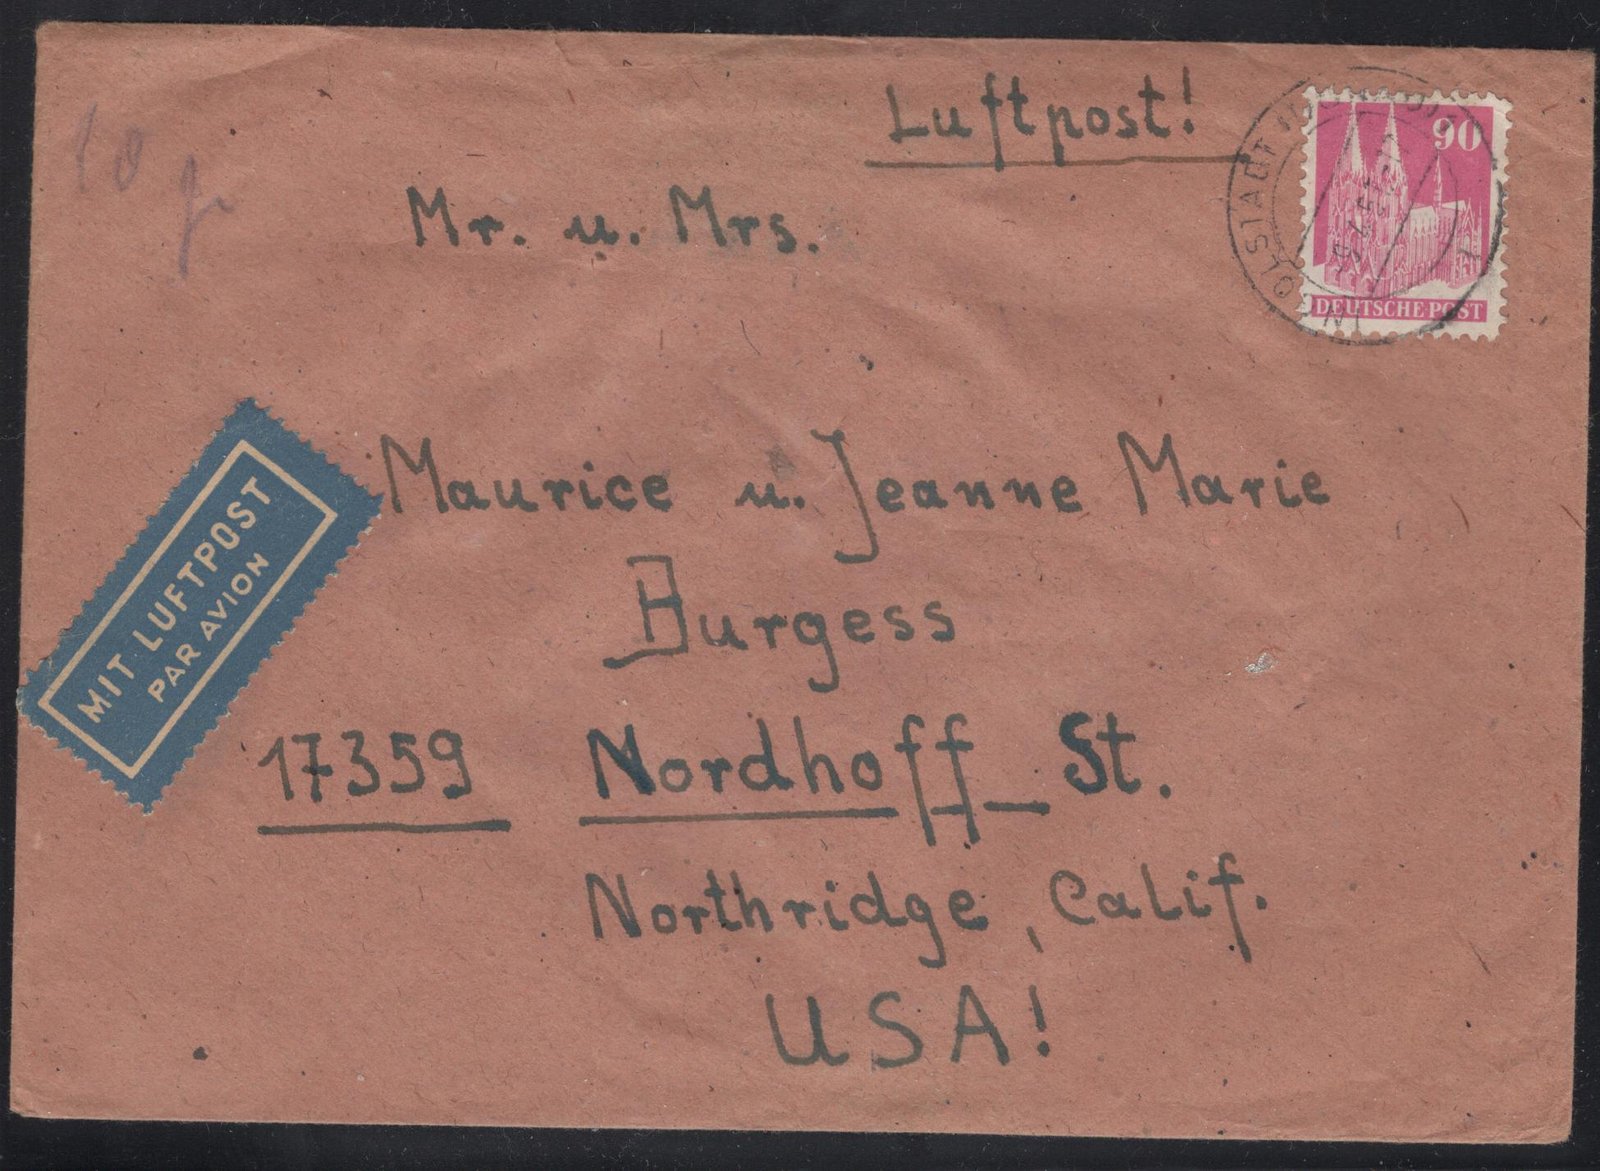 Luftpost!
90
DEUTSCHE POST
INGOLSTADT
Mr. u. Mrs.
Maurice u. Jeanne Marie
Burgess
17359 Nordhoff St.
Northridge, Calif.
USA!
MIT LUFTPOST
PAR AVION